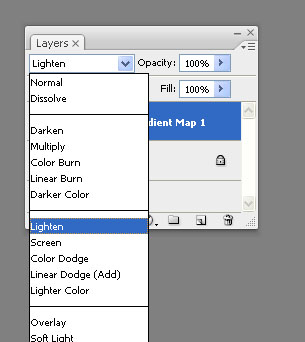 Layers ×
Lighten Opacity: 100%
Normal Fill: 100%
Dissolve
dient Map 1
Darken
Multiply
Color Burn
Linear Burn
Darker Color
Lighten
Screen
Color Dodge
Linear Dodge (Add)
Lighter Color
Overlay
Soft Light